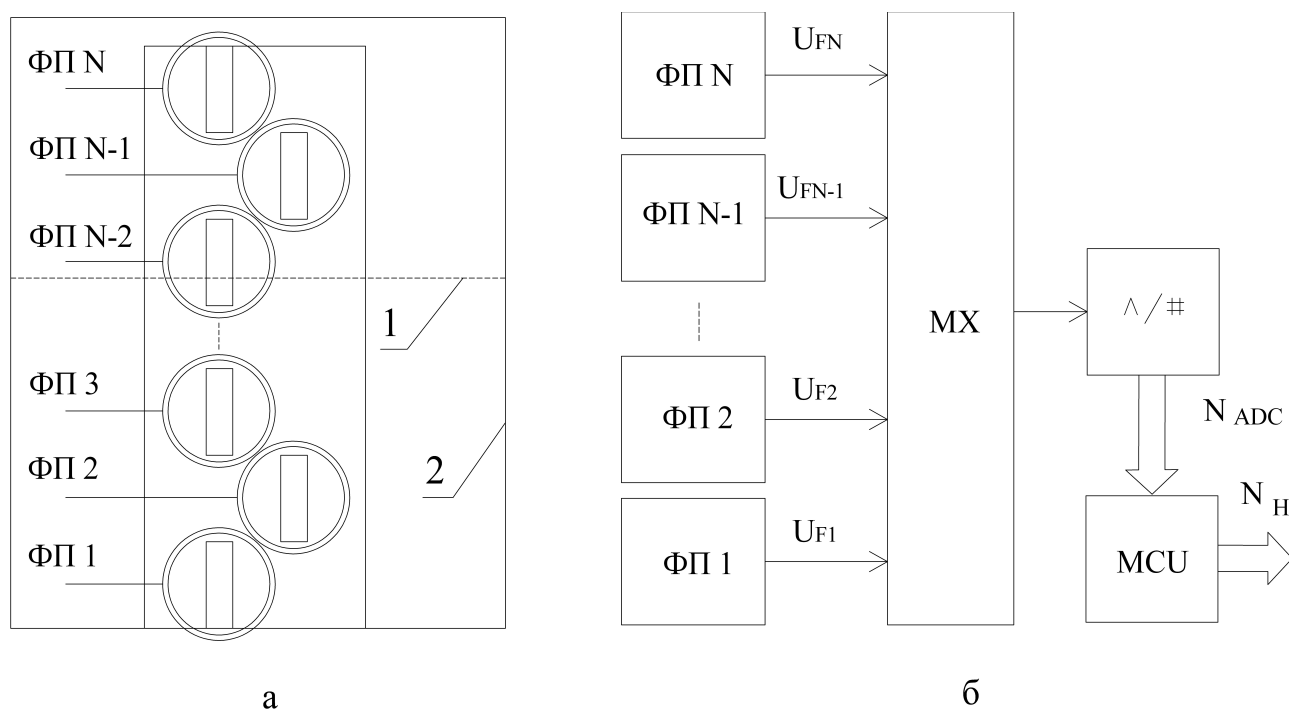 ФП N
ФП N-1
ФП N-2
1
ФП 3
2
ФП 2
ФП 1
а
ФП N
UFN
ФП N-1
UFN-1
MX
^/#
ФП 2
UF2
N ADC
ФП 1
UF1
MCU
N H
б